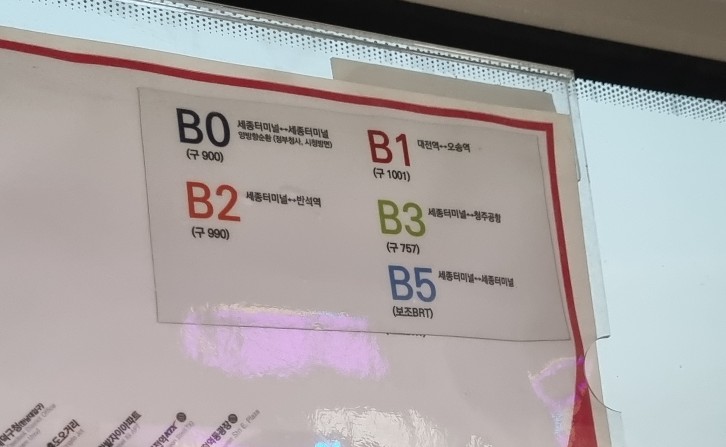 B0 세종터미널↔세종터미널
양방향순환 (정부청사, 시청방면)
(구 900)
B1 대전역↔오송역
(구 1001)
B2 세종터미널↔반석역
(구 990)
B3 세종터미널↔청주공항
(구 757)
B5 세종터미널↔세종터미널
(보조BRT)